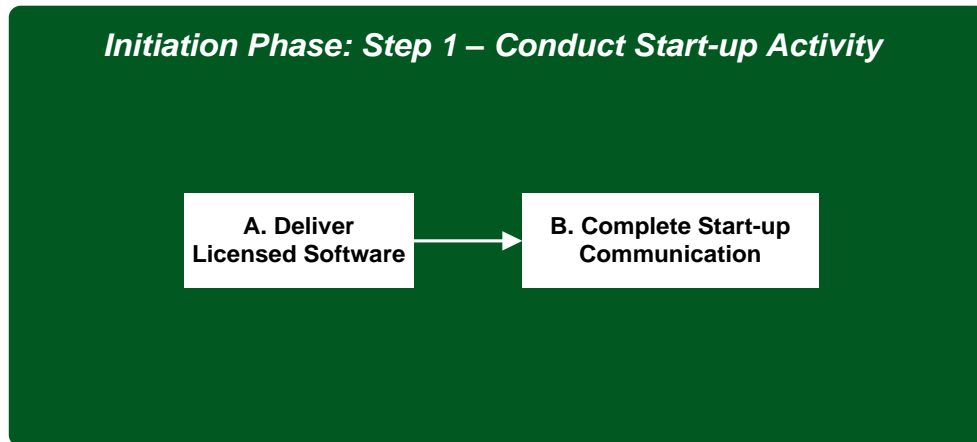 Initiation Phase: Step 1 – Conduct Start-up Activity
A. Deliver
Licensed Software
B. Complete Start-up
Communication